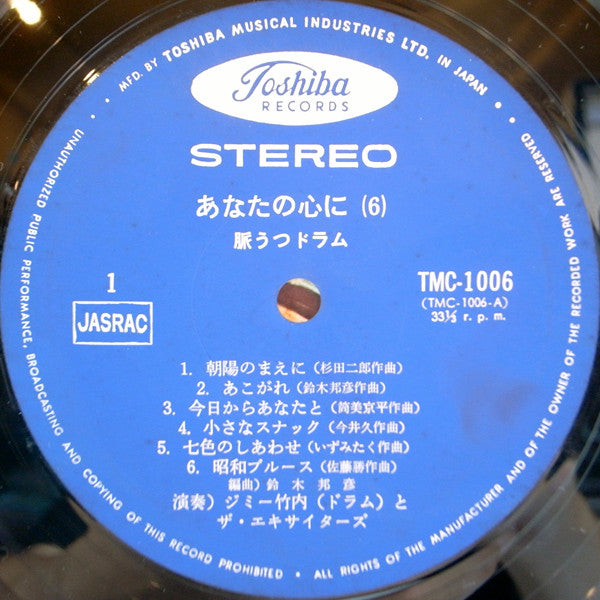 MFD. BY TOSHIBA MUSICAL INDUSTRIES LTD. IN JAPAN
Toshiba
RECORDS
STEREO
あなたの心に (6)
脈うつドラム
1
JASRAC
TMC-1006
(TMC-1006-A)
33⅓ r.p.m.
1. 朝陽のまえに(杉田二郎作曲)
2. あこがれ(鈴木邦彦作曲)
3. 今日からあなたと(筒美京平作曲)
4. 小さなスナック(今井久作曲)
5. 七色のしあわせ(いずみたく作曲)
6. 昭和ブルース(佐藤勝作曲)
編曲)鈴木邦彦
演奏)ジミー竹内(ドラム)と
ザ・エキサイターズ
UNAUTHORIZED PUBLIC PERFORMANCE, BROADCASTING AND COPYING OF THIS RECORD PROHIBITED • ALL RIGHTS OF THE MANUFACTURER AND OF THE OWNER OF THE RECORDED WORK ARE RESERVED